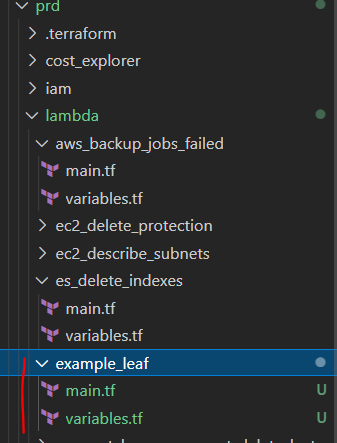 prd
.terraform
cost_explorer
iam
lambda
aws_backup_jobs_failed
main.tf
variables.tf
ec2_delete_protection
ec2_describe_subnets
es_delete_indexes
main.tf
variables.tf
example_leaf
main.tf U
variables.tf U